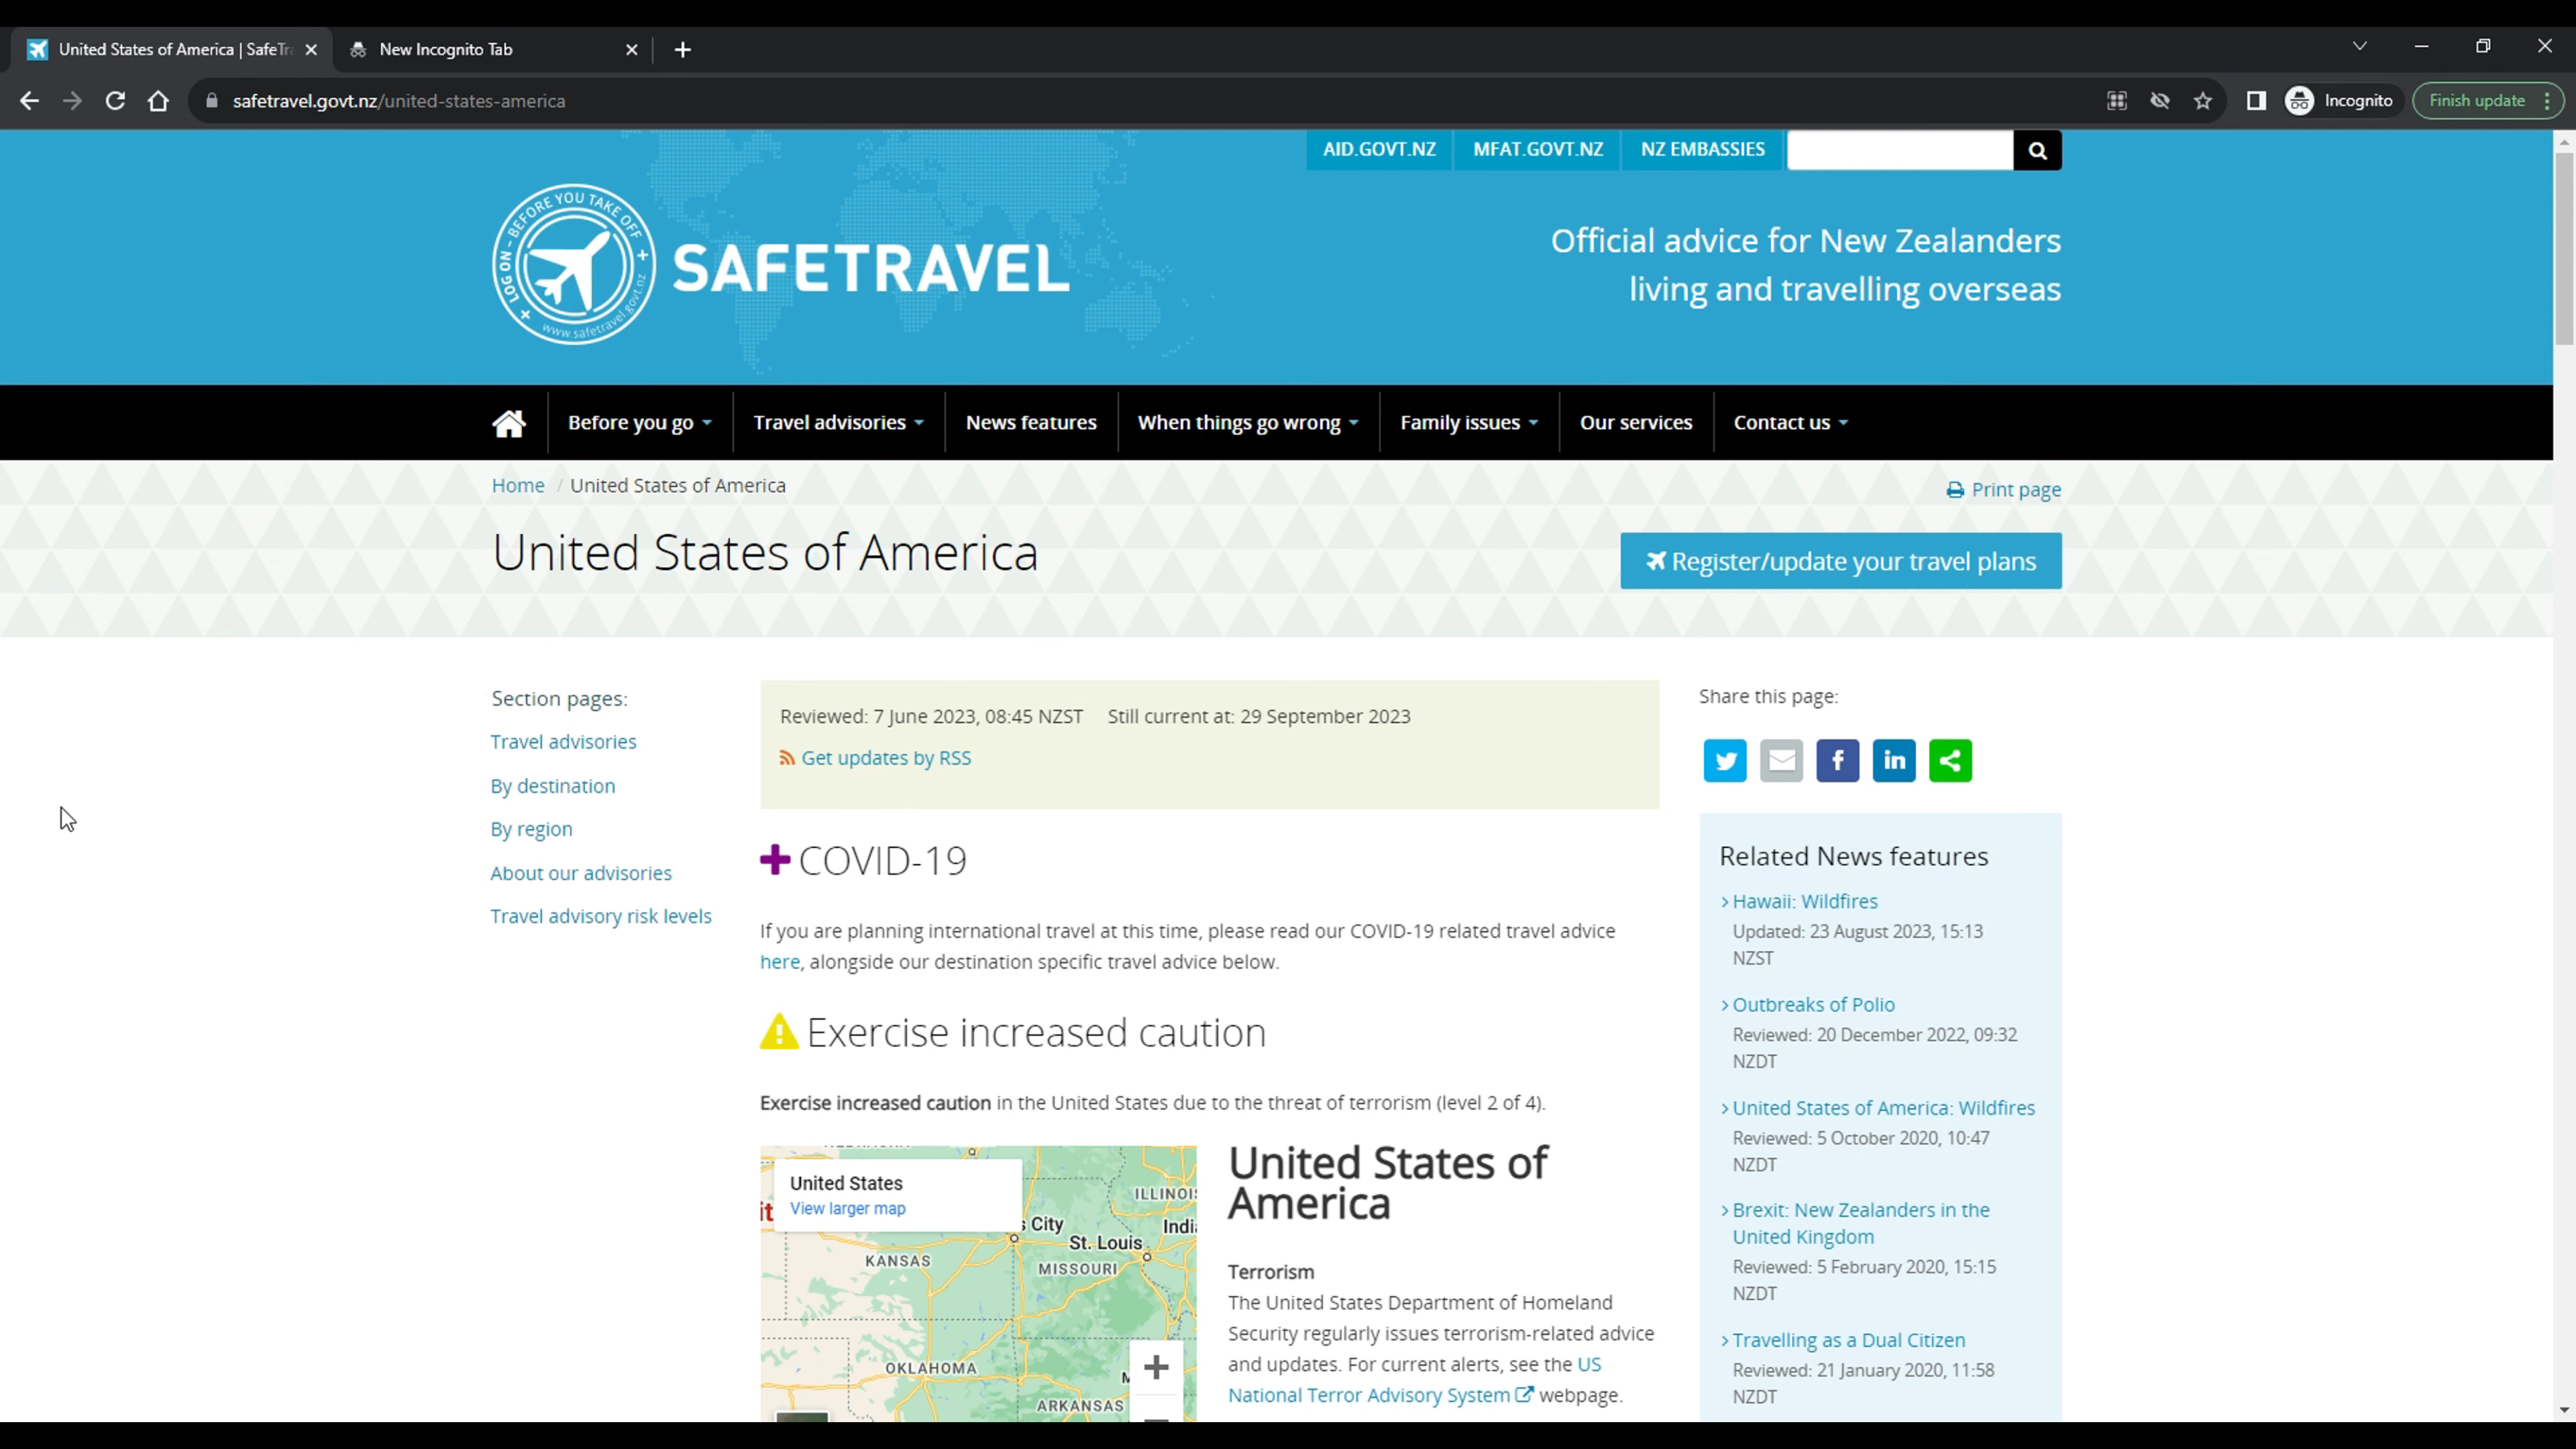 United States of America | SafeTr
New Incognito Tab
safetravel.govt.nz/united-states-america
Incognito
Finish update
AID.GOVT.NZ
MFAT.GOVT.NZ
NZ EMBASSIES
LOG ON – BEFORE YOU TAKE OFF
www.safetravel.govt.nz
SAFETRAVEL
Official advice for New Zealanders
living and travelling overseas
Before you go
Travel advisories
News features
When things go wrong
Family issues
Our services
Contact us
Home / United States of America
Print page
United States of America
Register/update your travel plans
Section pages:
Travel advisories
By destination
By region
About our advisories
Travel advisory risk levels
Reviewed: 7 June 2023, 08:45 NZST Still current at: 29 September 2023
Get updates by RSS
COVID-19
If you are planning international travel at this time, please read our COVID-19 related travel advice
here, alongside our destination specific travel advice below.
Exercise increased caution
Exercise increased caution in the United States due to the threat of terrorism (level 2 of 4).
United States
View larger map
ILLINOIS
s City
Indi
St. Louis
KANSAS
MISSOURI
OKLAHOMA
ARKANSAS
United States of
America
Terrorism
The United States Department of Homeland
Security regularly issues terrorism-related advice
and updates. For current alerts, see the US
National Terror Advisory System webpage.
Share this page:
Related News features
Hawaii: Wildfires
Updated: 23 August 2023, 15:13
NZST
Outbreaks of Polio
Reviewed: 20 December 2022, 09:32
NZDT
United States of America: Wildfires
Reviewed: 5 October 2020, 10:47
NZDT
Brexit: New Zealanders in the
United Kingdom
Reviewed: 5 February 2020, 15:15
NZDT
Travelling as a Dual Citizen
Reviewed: 21 January 2020, 11:58
NZDT